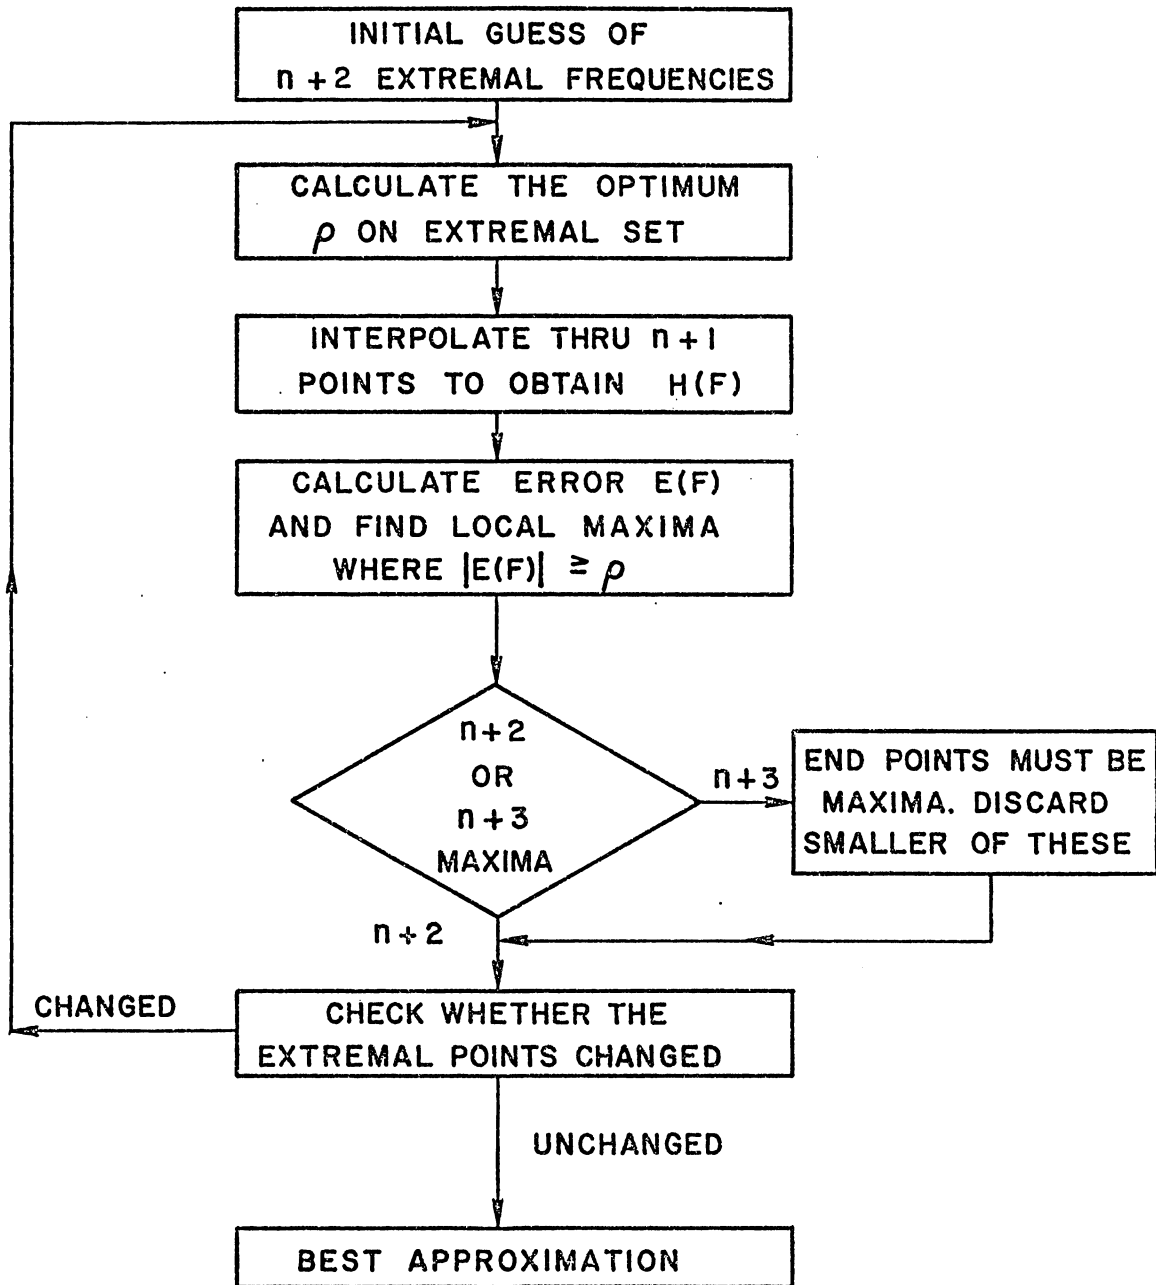 INITIAL GUESS OF
n + 2 EXTREMAL FREQUENCIES
CALCULATE THE OPTIMUM
ρ ON EXTREMAL SET
INTERPOLATE THRU n + 1
POINTS TO OBTAIN H(F)
CALCULATE ERROR E(F)
AND FIND LOCAL MAXIMA
WHERE |E(F)| ≥ ρ
n+2
OR
n+3
MAXIMA
n+3
END POINTS MUST BE
MAXIMA. DISCARD
SMALLER OF THESE
n+2
CHANGED
CHECK WHETHER THE
EXTREMAL POINTS CHANGED
UNCHANGED
BEST APPROXIMATION